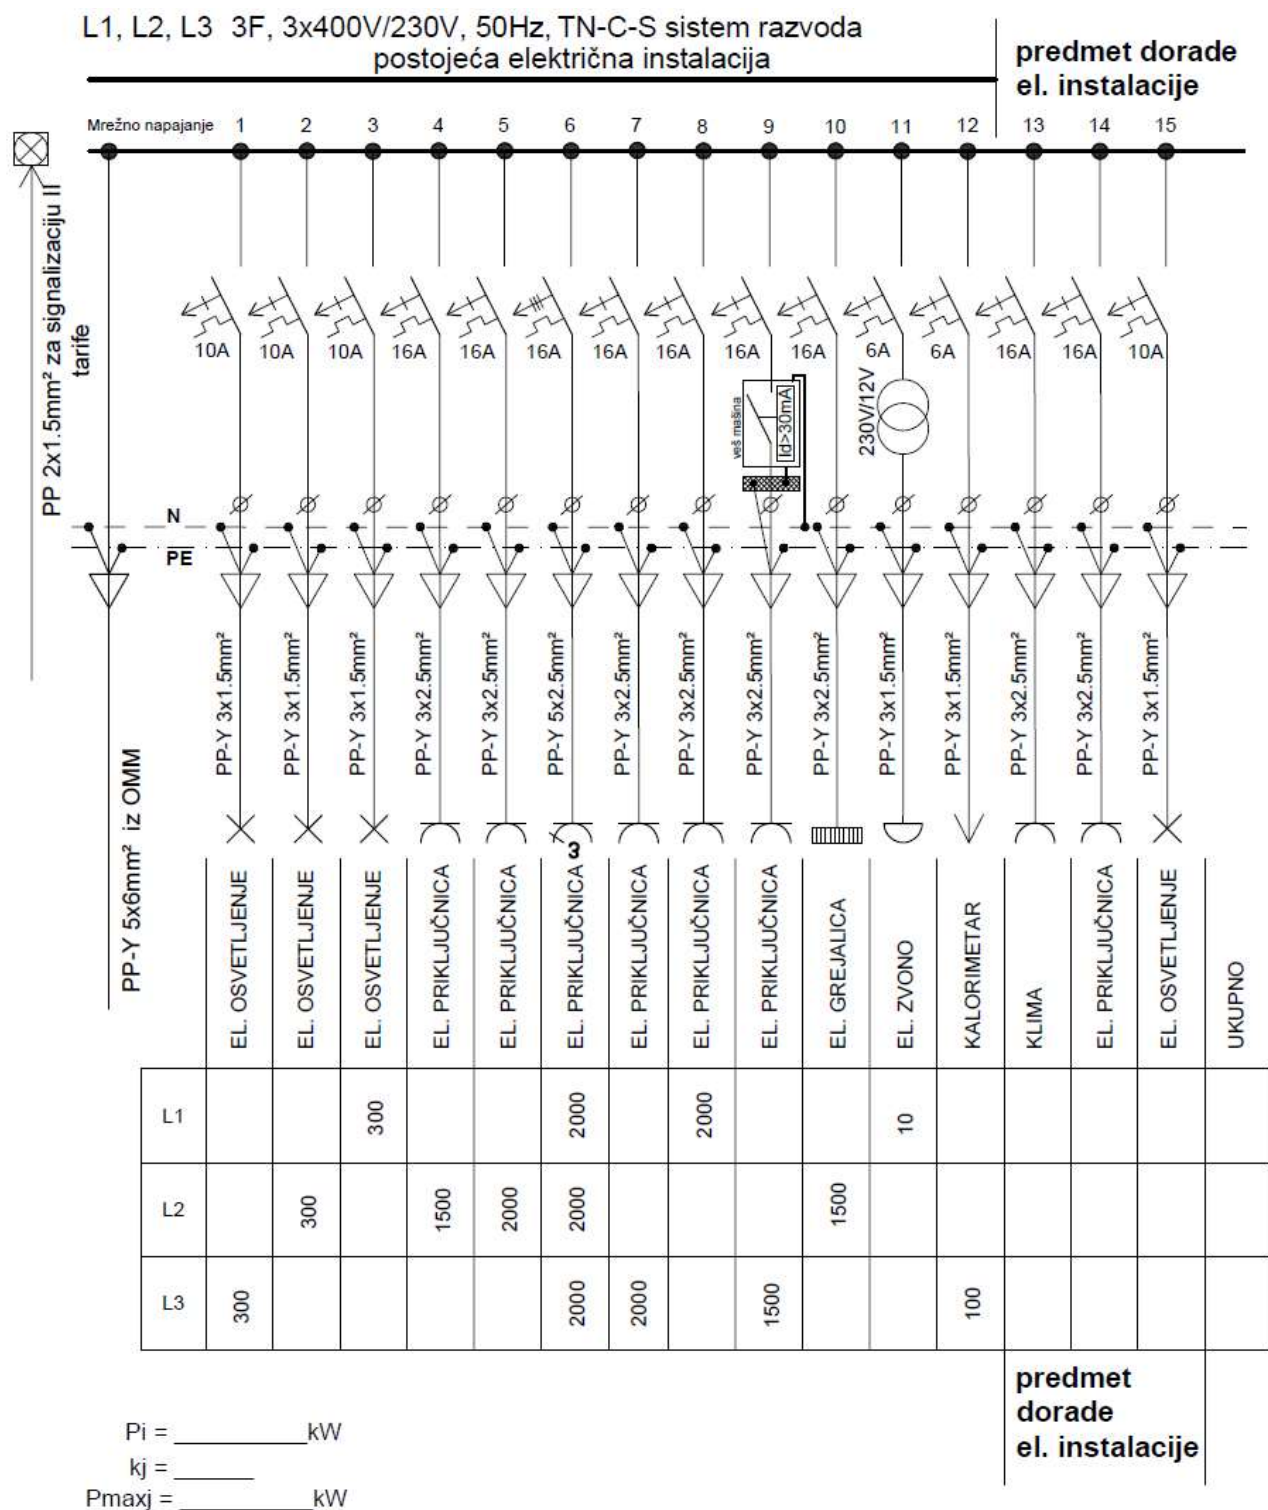 L1, L2, L3  3F, 3x400V/230V, 50Hz, TN-C-S sistem razvoda
postojeća električna instalacija
predmet dorade
el. instalacije
Mrežno napajanje 1 2 3 4 5 6 7 8 9 10 11 12 13 14 15
PP 2x1.5mm² za signalizaciju II
tarife
10A 10A 10A 16A 16A 16A 16A 16A 16A 16A 6A 6A 16A 16A 10A
veš mašina
Id>30mA
230V/12V
N
PE
PP-Y 5x6mm² iz OMM
PP-Y 3x1.5mm²
PP-Y 3x1.5mm²
PP-Y 3x1.5mm²
PP-Y 3x2.5mm²
PP-Y 3x2.5mm²
PP-Y 5x2.5mm²
PP-Y 3x2.5mm²
PP-Y 3x2.5mm²
PP-Y 3x2.5mm²
PP-Y 3x2.5mm²
PP-Y 3x1.5mm²
PP-Y 3x1.5mm²
PP-Y 3x2.5mm²
PP-Y 3x2.5mm²
PP-Y 3x1.5mm²
3
EL. OSVETLJENJE
EL. OSVETLJENJE
EL. OSVETLJENJE
EL. PRIKLJUČNICA
EL. PRIKLJUČNICA
EL. PRIKLJUČNICA
EL. PRIKLJUČNICA
EL. PRIKLJUČNICA
EL. PRIKLJUČNICA
EL. GREJALICA
EL. ZVONO
KALORIMETAR
KLIMA
EL. PRIKLJUČNICA
EL. OSVETLJENJE
UKUPNO
L1 300 2000 2000 10
L2 300 1500 2000 2000 1500
L3 300 2000 2000 1500 100
predmet
dorade
el. instalacije
Pi = __________kW
kj = ______
Pmaxj = __________kW